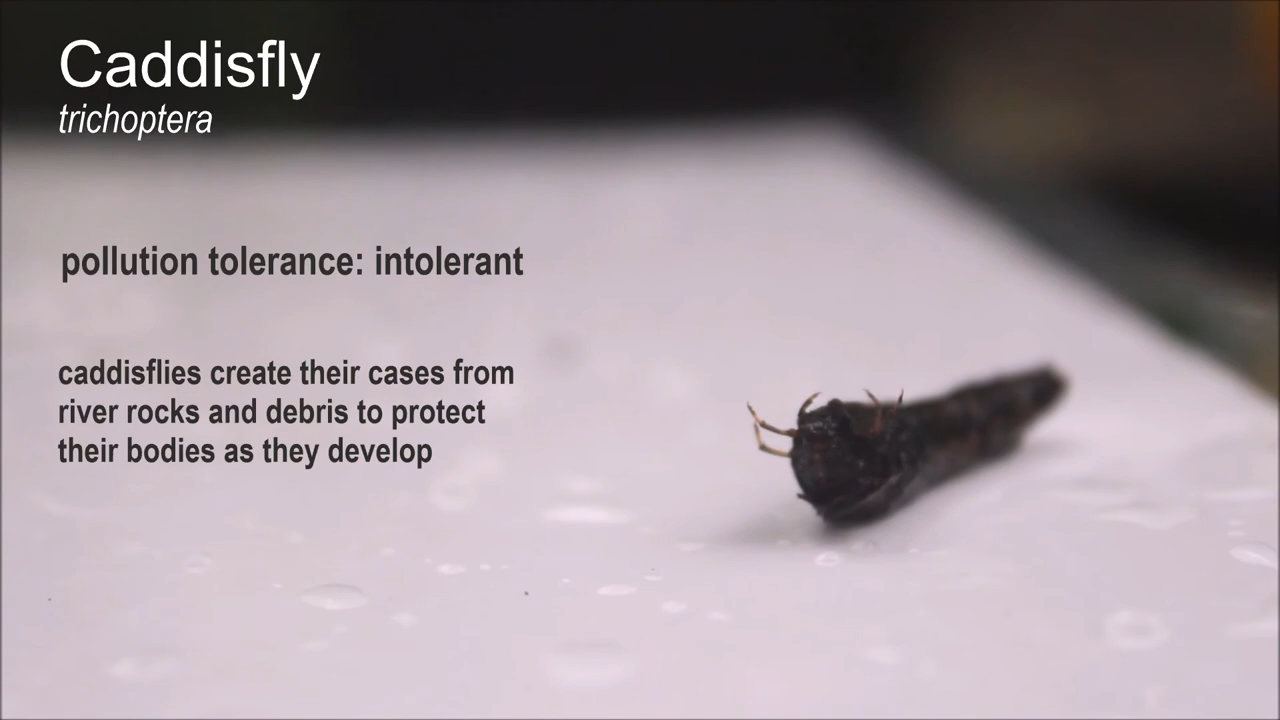 Caddisfly
trichoptera
pollution tolerance: intolerant
caddisflies create their cases from
river rocks and debris to protect
their bodies as they develop